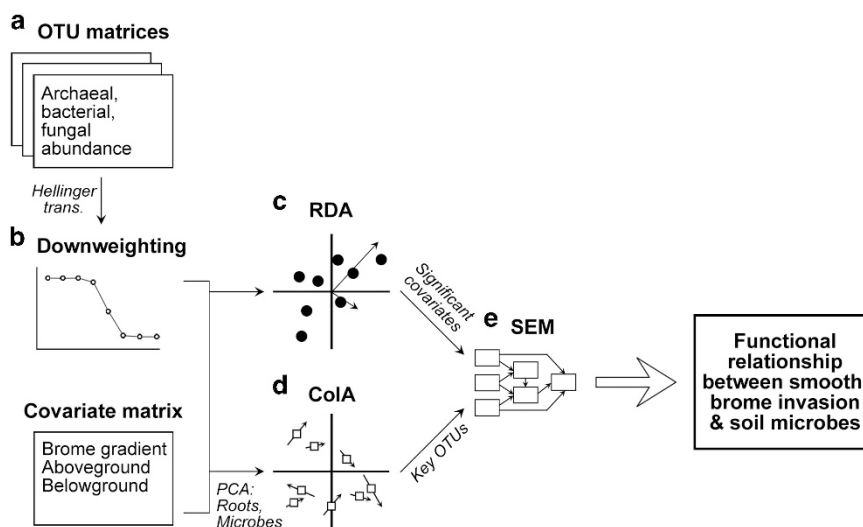 a
OTU matrices
Archaeal,
bacterial,
fungal
abundance
Hellinger
trans.
b
Downweighting
Covariate matrix
Brome gradient
Aboveground
Belowground
PCA:
Roots,
Microbes
c
RDA
d
CoIA
Significant
covariates
Key OTUs
e
SEM
Functional
relationship
between smooth
brome invasion
& soil microbes